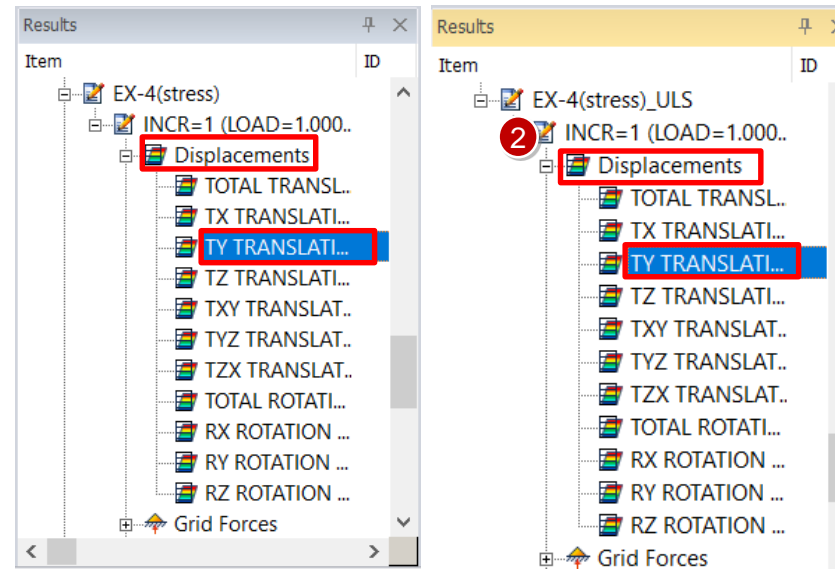 Results
Item ID
EX-4(stress)
INCR=1 (LOAD=1.000..
Displacements
TOTAL TRANSL..
TX TRANSLATI...
TY TRANSLATI...
TZ TRANSLATI...
TXY TRANSLAT..
TYZ TRANSLAT..
TZX TRANSLAT..
TOTAL ROTATI...
RX ROTATION ...
RY ROTATION ...
RZ ROTATION ...
Grid Forces
Results
Item ID
EX-4(stress)_ULS
2 INCR=1 (LOAD=1.000..
Displacements
TOTAL TRANSL..
TX TRANSLATI...
TY TRANSLATI...
TZ TRANSLATI...
TXY TRANSLAT..
TYZ TRANSLAT..
TZX TRANSLAT..
TOTAL ROTATI...
RX ROTATION ...
RY ROTATION ...
RZ ROTATION ...
Grid Forces